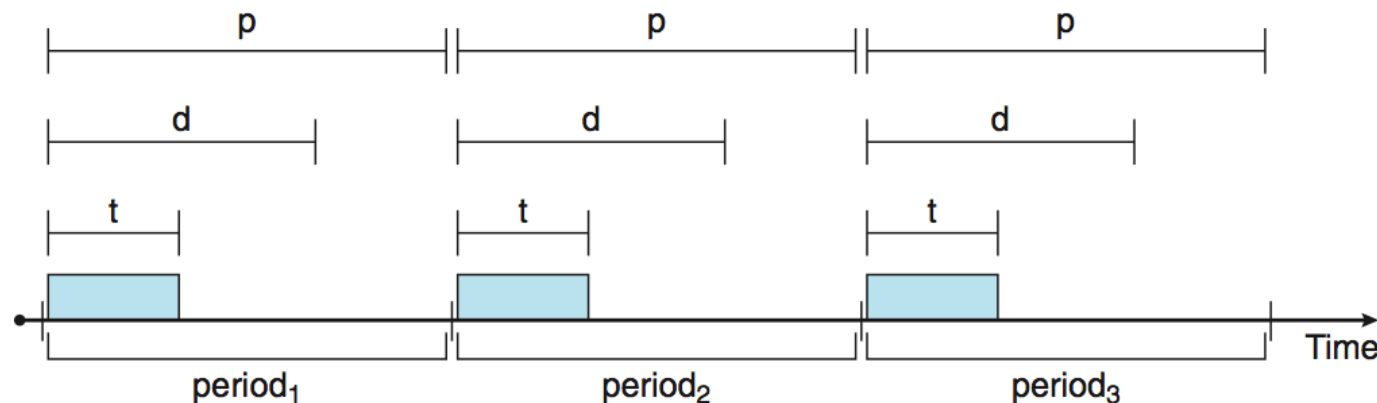 p p p
d d d
t t t
Time
period₁ period₂ period₃